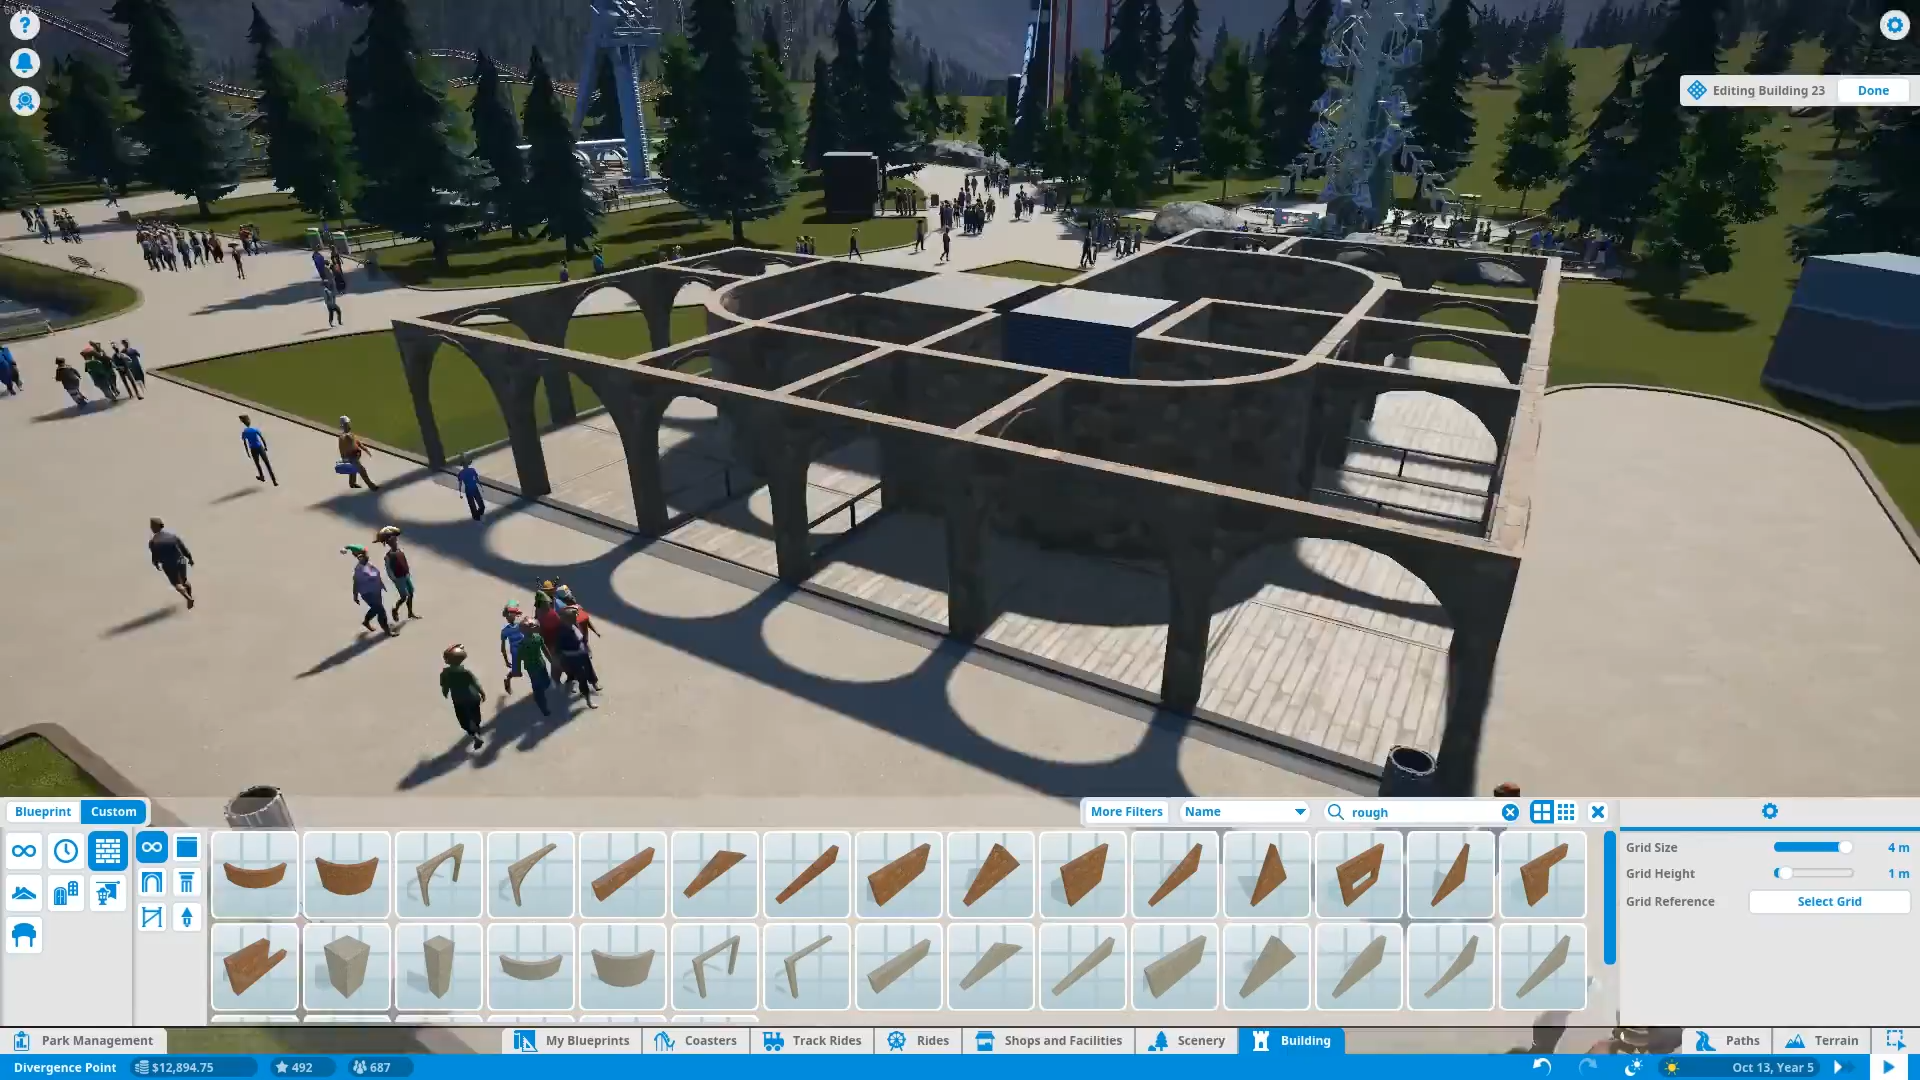 ?
Editing Building 23
Done
Blueprint
Custom
More Filters
Name
rough
Grid Size
4 m
Grid Height
1 m
Grid Reference
Select Grid
Park Management
My Blueprints
Coasters
Track Rides
Rides
Shops and Facilities
Scenery
Building
Paths
Terrain
Divergence Point
$12,894.75
492
687
Oct 13, Year 5